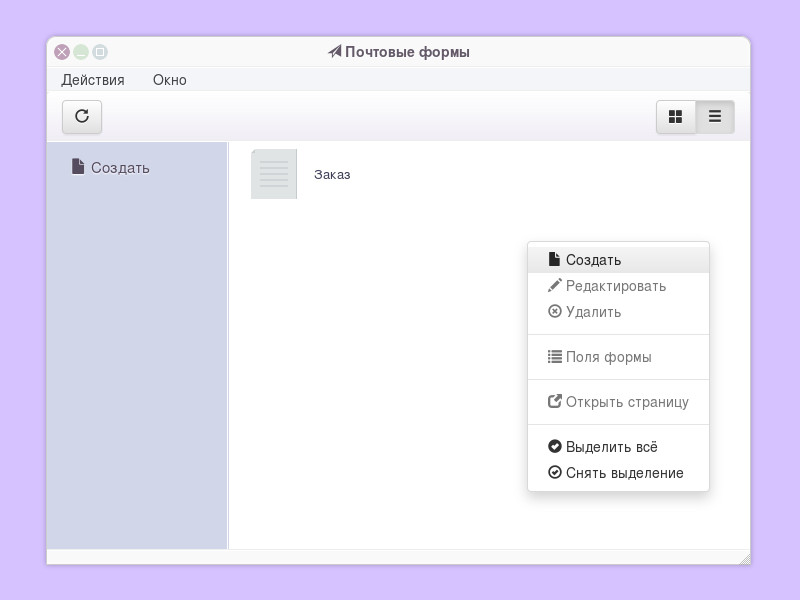 Почтовые формы
Действия Окно
Создать
Заказ
Создать
Редактировать
Удалить
Поля формы
Открыть страницу
Выделить всё
Снять выделение